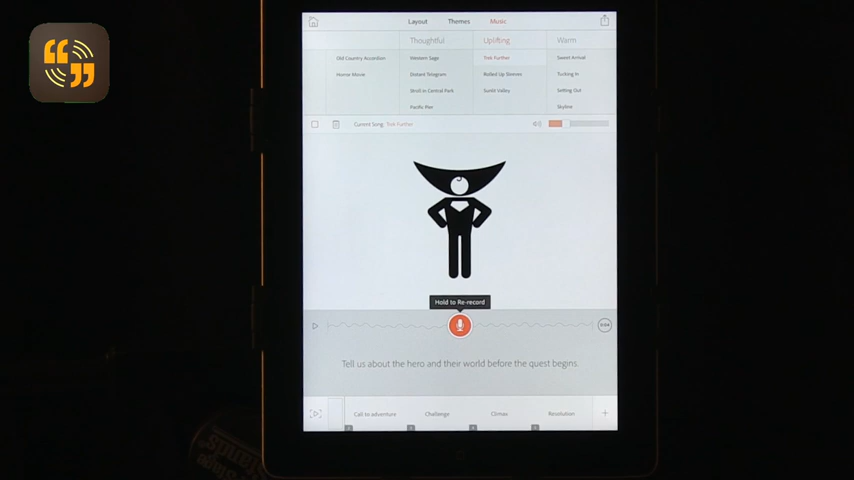 Layout Themes Music
Thoughtful Uplifting Warm
Old Country Accordion Western Sage Trek Further Sweet Arrival
Home Movie Distant Telegram Rolled Up Sleeves Tucking In
Stroll in Central Park Sunlit Valley Setting Out
Pacific Pier Skyline
Current Song: Trek Further
Hold to Re-record
0:04
Tell us about the hero and their world before the quest begins.
Call to adventure Challenge Climax Resolution +